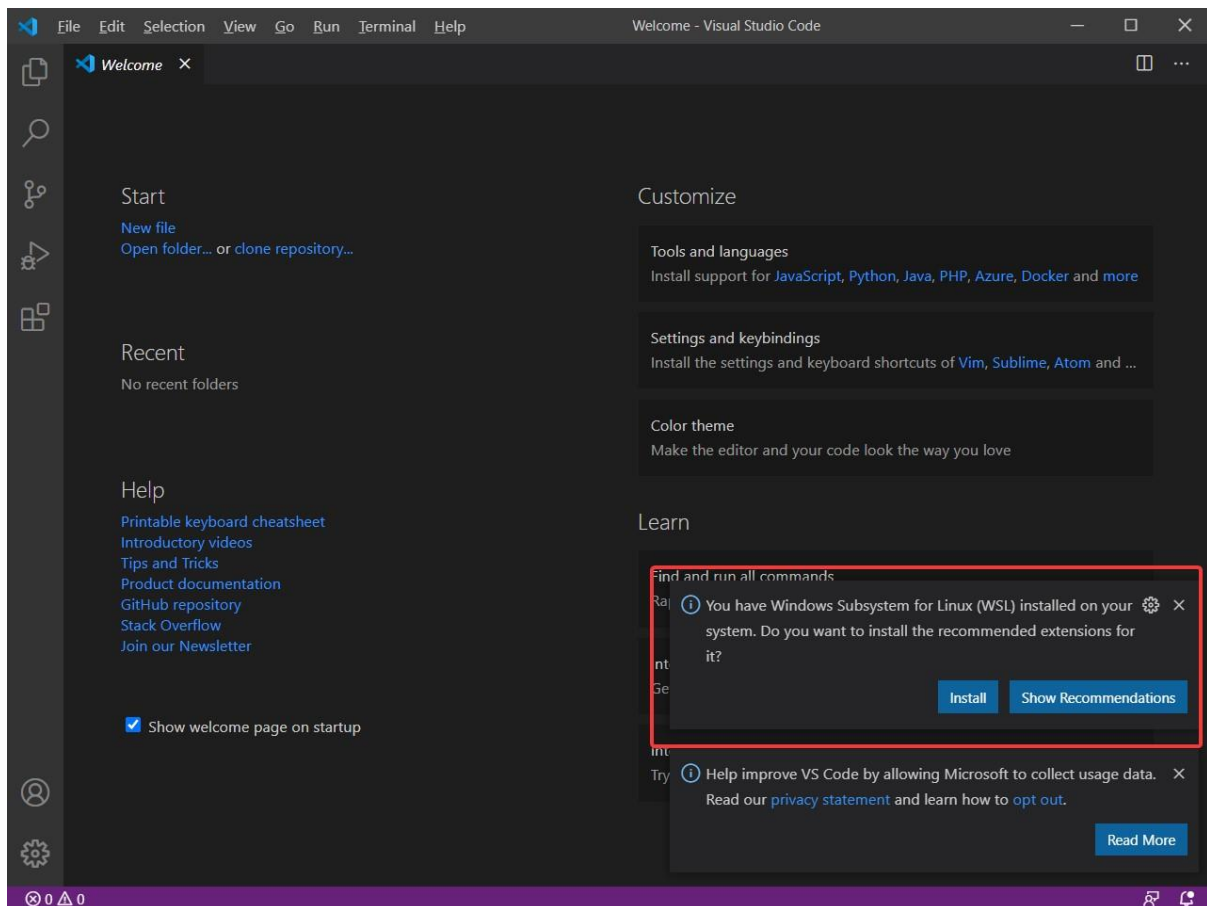 File Edit Selection View Go Run Terminal Help
Welcome - Visual Studio Code
Welcome
Start
New file
Open folder... or clone repository...
Recent
No recent folders
Help
Printable keyboard cheatsheet
Introductory videos
Tips and Tricks
Product documentation
GitHub repository
Stack Overflow
Join our Newsletter
Show welcome page on startup
Customize
Tools and languages
Install support for JavaScript, Python, Java, PHP, Azure, Docker and more
Settings and keybindings
Install the settings and keyboard shortcuts of Vim, Sublime, Atom and ...
Color theme
Make the editor and your code look the way you love
Learn
Find and run all commands
You have Windows Subsystem for Linux (WSL) installed on your
system. Do you want to install the recommended extensions for
it?
Install Show Recommendations
Help improve VS Code by allowing Microsoft to collect usage data.
Read our privacy statement and learn how to opt out.
Read More
0 0